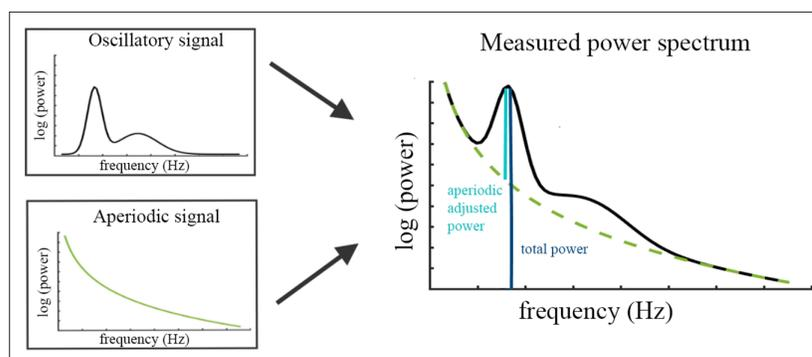 Oscillatory signal
log (power)
frequency (Hz)
Aperiodic signal
log (power)
frequency (Hz)
Measured power spectrum
log (power)
aperiodic
adjusted
power
total power
frequency (Hz)